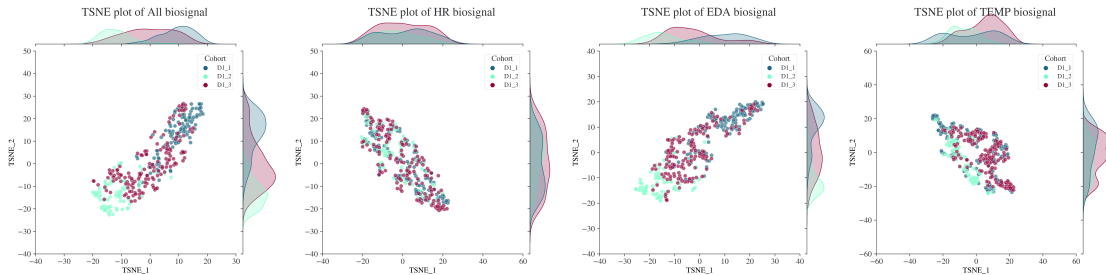 TSNE plot of All biosignal
Cohort
D1_1
D1_2
D1_3
50
40
30
20
10
0
−10
−20
−30
−40
TSNE_2
−40
−30
−20
−10
0
10
20
30
TSNE_1
TSNE plot of HR biosignal
Cohort
D1_1
D1_2
D1_3
50
40
30
20
10
0
−10
−20
−30
−40
TSNE_2
−40
−20
0
20
40
60
TSNE_1
TSNE plot of EDA biosignal
Cohort
D1_1
D1_2
D1_3
40
30
20
10
0
−10
−20
−30
−40
TSNE_2
−40
−30
−20
−10
0
10
20
30
40
TSNE_1
TSNE plot of TEMP biosignal
Cohort
D1_1
D1_2
D1_3
60
40
20
0
−20
−40
−60
TSNE_2
−60
−40
−20
0
20
40
60
TSNE_1